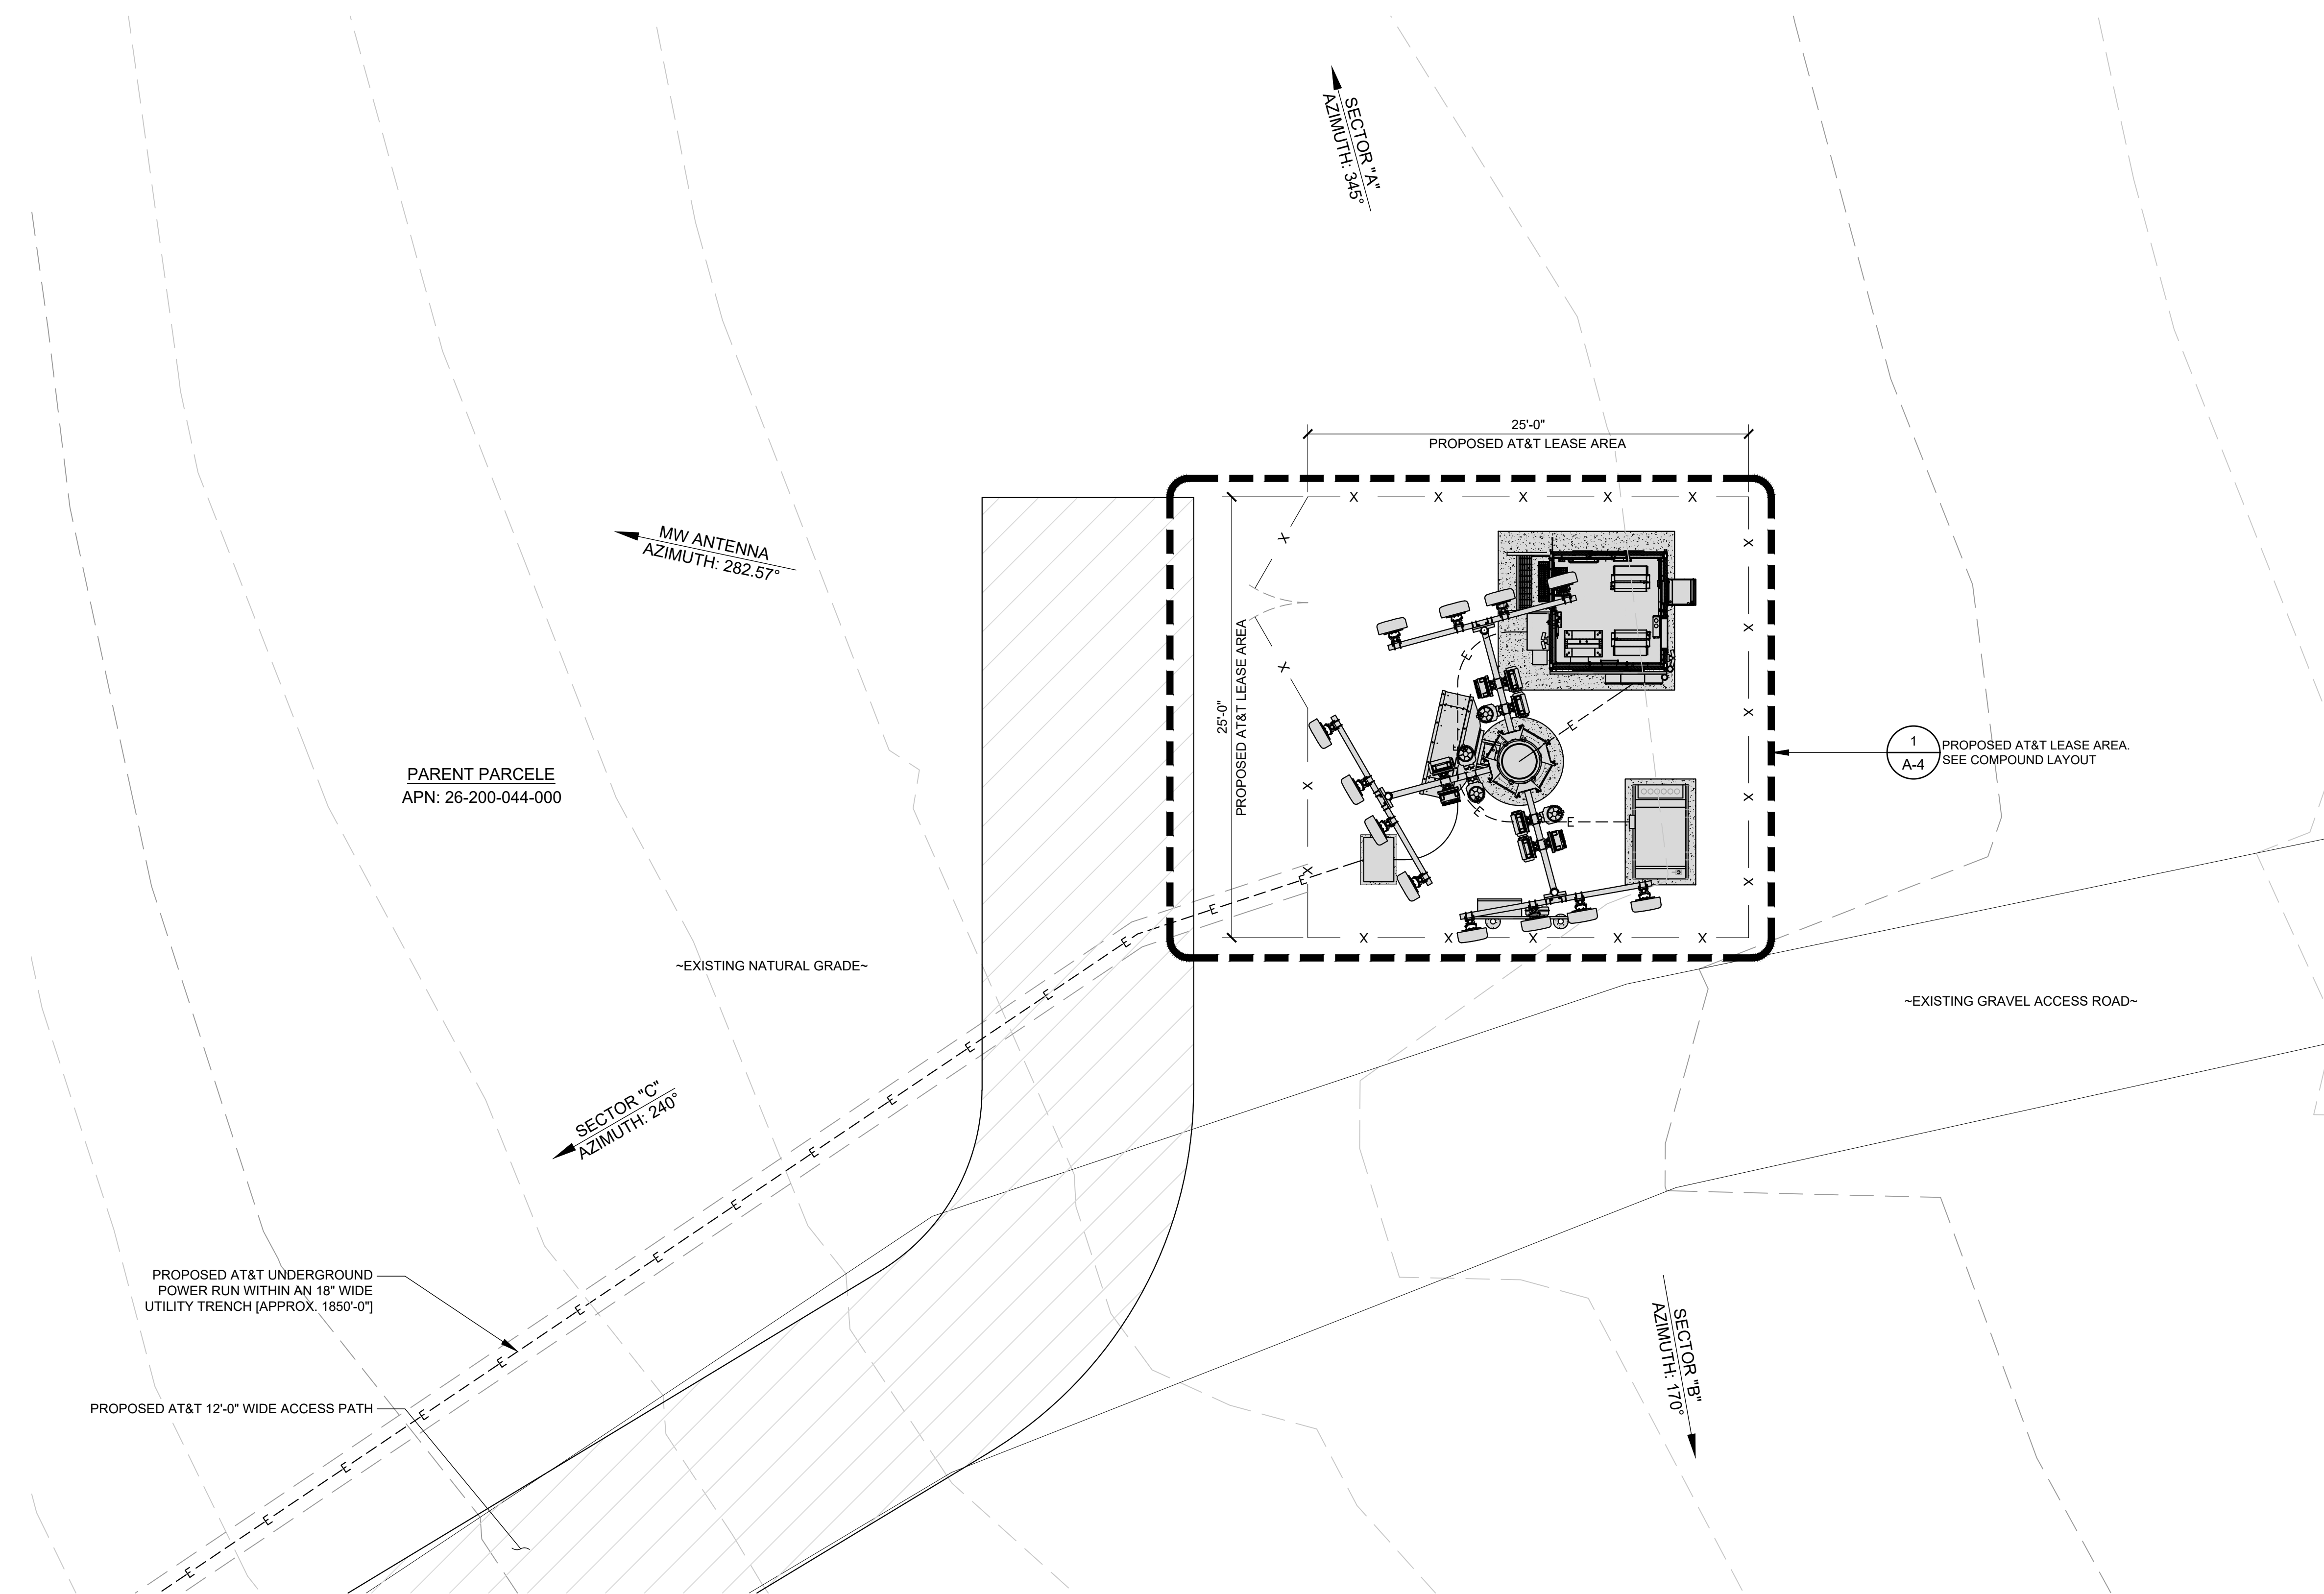 SECTOR "A"
AZIMUTH: 345°
25'-0"
PROPOSED AT&T LEASE AREA
MW ANTENNA
AZIMUTH: 282.57°
25'-0"
PROPOSED AT&T LEASE AREA
1
A-4
PROPOSED AT&T LEASE AREA.
SEE COMPOUND LAYOUT
PARENT PARCELE
APN: 26-200-044-000
~EXISTING NATURAL GRADE~
~EXISTING GRAVEL ACCESS ROAD~
SECTOR "C"
AZIMUTH: 240°
PROPOSED AT&T UNDERGROUND
POWER RUN WITHIN AN 18" WIDE
UTILITY TRENCH [APPROX. 1850'-0"]
SECTOR "B"
AZIMUTH: 170°
PROPOSED AT&T 12'-0" WIDE ACCESS PATH